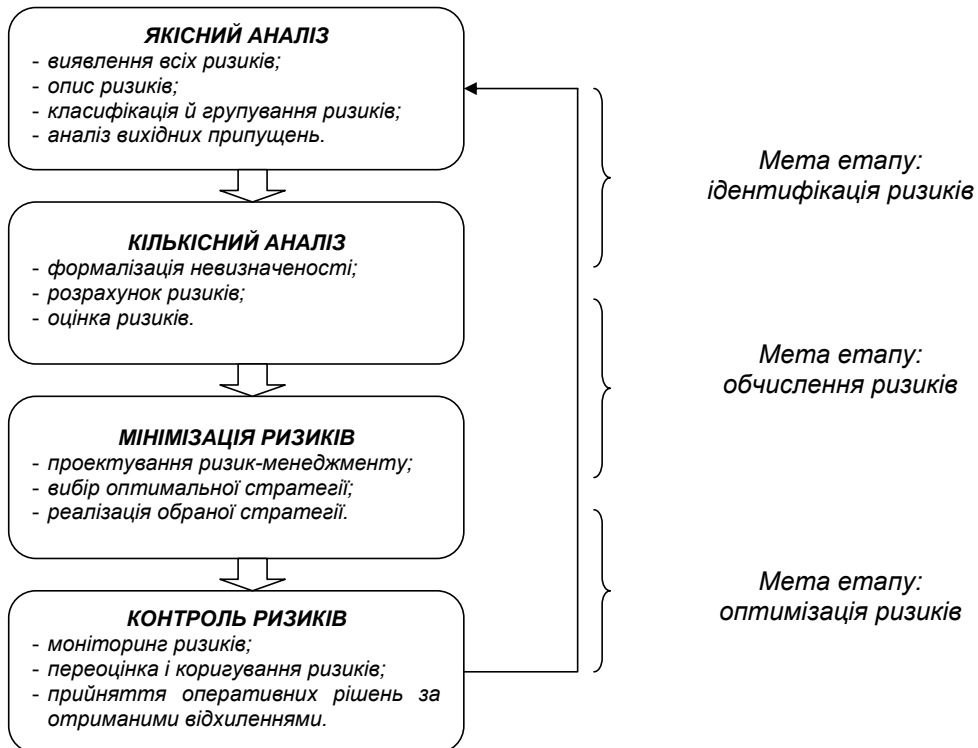 ЯКІСНИЙ АНАЛІЗ
- виявлення всіх ризиків;
- опис ризиків;
- класифікація й групування ризиків;
- аналіз вихідних припущень.
Мета етапу:
ідентифікація ризиків
КІЛЬКІСНИЙ АНАЛІЗ
- формалізація невизначеності;
- розрахунок ризиків;
- оцінка ризиків.
Мета етапу:
обчислення ризиків
МІНІМІЗАЦІЯ РИЗИКІВ
- проектування ризик-менеджменту;
- вибір оптимальної стратегії;
- реалізація обраної стратегії.
Мета етапу:
оптимізація ризиків
КОНТРОЛЬ РИЗИКІВ
- моніторинг ризиків;
- переоцінка і коригування ризиків;
- прийняття оперативних рішень за
отриманими відхиленнями.